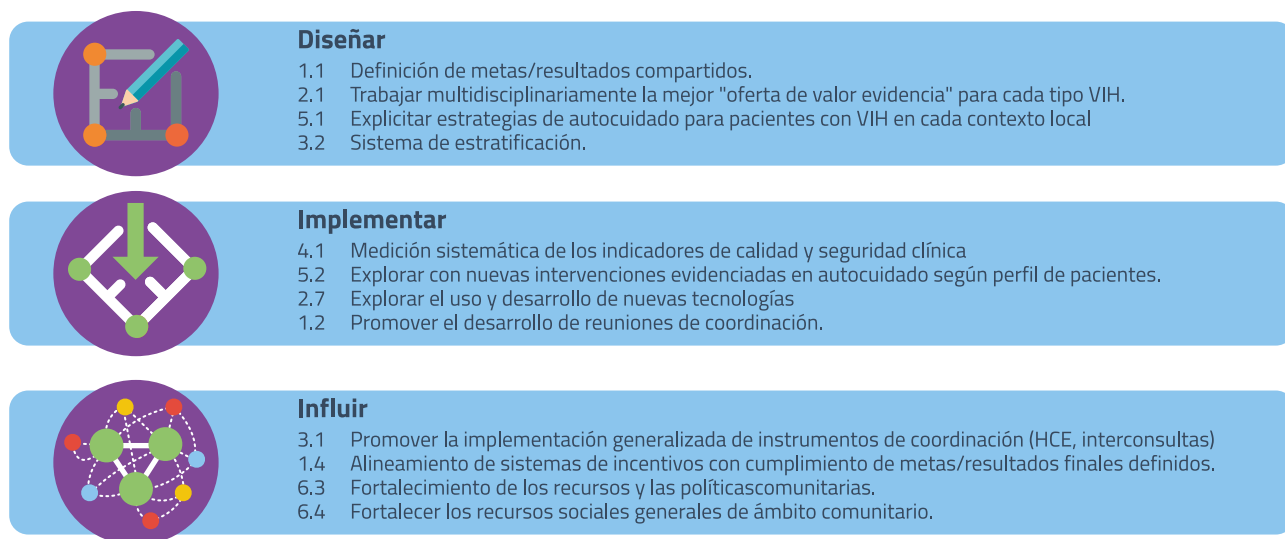 Diseñar
1.1 Definición de metas/resultados compartidos.
2.1 Trabajar multidisciplinariamente la mejor "oferta de valor evidencia" para cada tipo VIH.
5.1 Explicitar estrategias de autocuidado para pacientes con VIH en cada contexto local
3.2 Sistema de estratificación.
Implementar
4.1 Medición sistemática de los indicadores de calidad y seguridad clínica
5.2 Explorar con nuevas intervenciones evidenciadas en autocuidado según perfil de pacientes.
2.7 Explorar el uso y desarrollo de nuevas tecnologías
1.2 Promover el desarrollo de reuniones de coordinación.
Influir
3.1 Promover la implementación generalizada de instrumentos de coordinación (HCE, interconsultas)
1.4 Alineamiento de sistemas de incentivos con cumplimiento de metas/resultados finales definidos.
6.3 Fortalecimiento de los recursos y las políticascomunitarias.
6.4 Fortalecer los recursos sociales generales de ámbito comunitario.